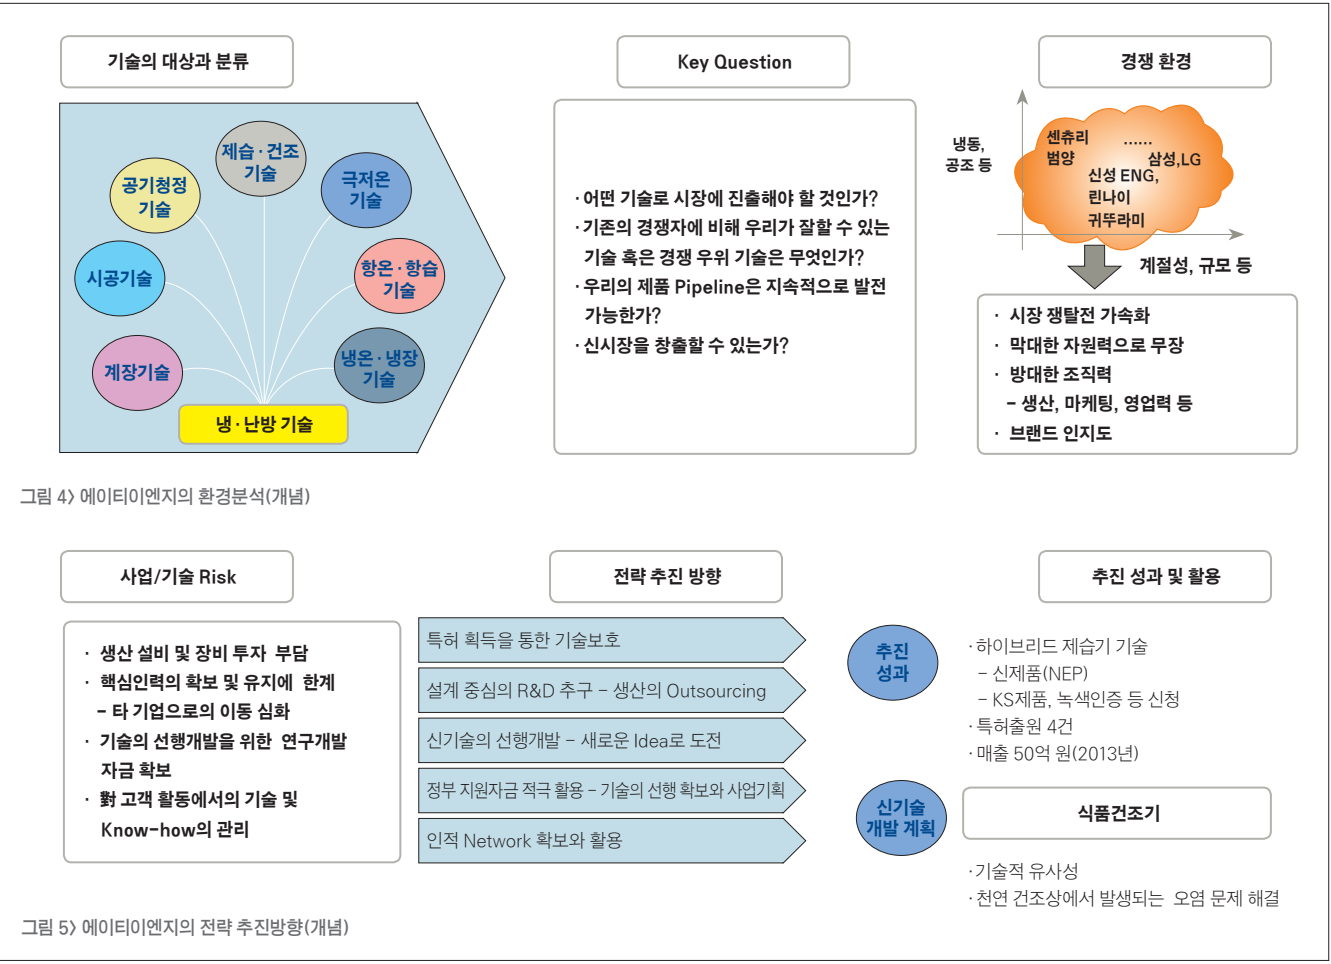 기술의 대상과 분류
제습·건조
기술
공기청정
기술
극저온
기술
시공기술
항온·항습
기술
계장기술
냉온·냉장
기술
냉·난방 기술
Key Question
·어떤 기술로 시장에 진출해야 할 것인가?
·기존의 경쟁자에 비해 우리가 잘할 수 있는
기술 혹은 경쟁 우위 기술은 무엇인가?
·우리의 제품 Pipeline은 지속적으로 발전
가능한가?
·신시장을 창출할 수 있는가?
경쟁 환경
냉동,
공조 등
센츄리 ······
범양 삼성,LG
신성 ENG,
린나이
귀뚜라미
계절성, 규모 등
· 시장 쟁탈전 가속화
· 막대한 자원력으로 무장
· 방대한 조직력
- 생산, 마케팅, 영업력 등
· 브랜드 인지도
그림 4> 에이티이엔지의 환경분석(개념)
사업/기술 Risk
· 생산 설비 및 장비 투자 부담
· 핵심인력의 확보 및 유지에 한계
- 타 기업으로의 이동 심화
· 기술의 선행개발을 위한 연구개발
자금 확보
· 對 고객 활동에서의 기술 및
Know-how의 관리
전략 추진 방향
특허 획득을 통한 기술보호
설계 중심의 R&D 추구 - 생산의 Outsourcing
신기술의 선행개발 - 새로운 Idea로 도전
정부 지원자금 적극 활용 - 기술의 선행 확보와 사업기획
인적 Network 확보와 활용
추진 성과 및 활용
추진
성과
·하이브리드 제습기 기술
- 신제품(NEP)
- KS제품, 녹색인증 등 신청
·특허출원 4건
·매출 50억 원(2013년)
신기술
개발 계획
식품건조기
·기술적 유사성
·천연 건조상에서 발생되는 오염 문제 해결
그림 5> 에이티이엔지의 전략 추진방향(개념)